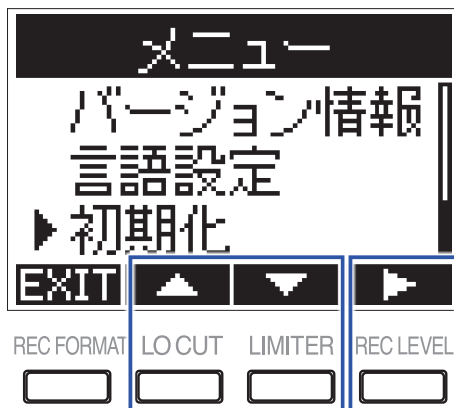 メニュー
バージョン情報
言語設定
初期化
EXIT
REC FORMAT LO CUT LIMITER REC LEVEL